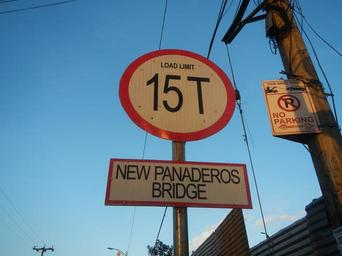 LOAD LIMIT
15T
NEW PANADEROS
BRIDGE
NO
PARKING